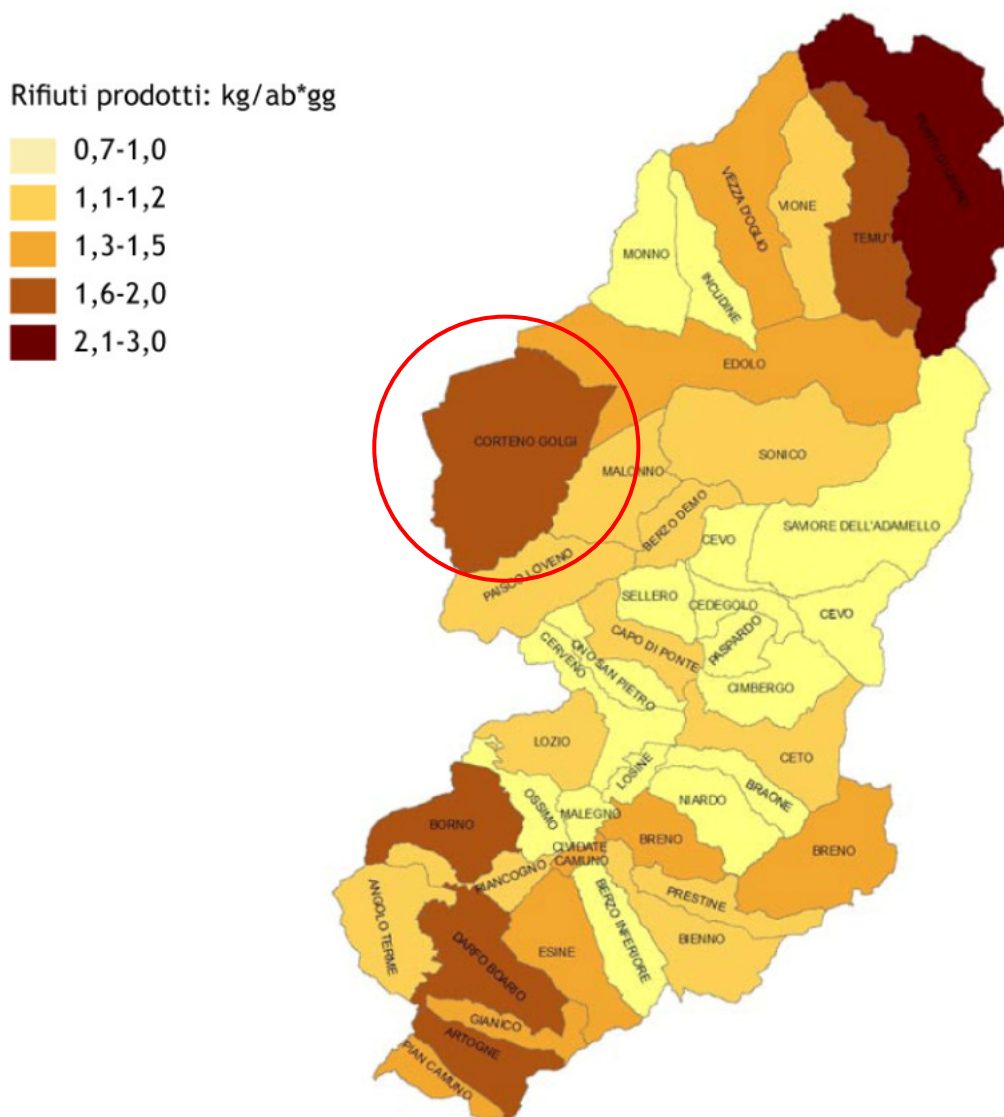 Rifiuti prodotti: kg/ab*gg
0,7-1,0
1,1-1,2
1,3-1,5
1,6-2,0
2,1-3,0
VIONE
VEZZA D'OGLIO
TEMU'
MONNO
INCUDINE
EDOLO
CORTENO GOLGI
MALONNO
SONICO
BERZO DEMO
SAVIORE DELL'ADAMELLO
CEVO
PAISCO LOVENO
SELLERO
CEDEGOLO
CEVO
PASPARDO
CAPO DI PONTE
CERVENO
SAN PIETRO
CIMBERGO
LOZIO
CETO
LOSINE
BRAONE
NIARDO
OSSIMO
MALEGNO
BORNO
BRENO
BRENO
CIVIDATE
CAMUNO
PIANCOGNO
PRESTINE
ANGOLO TERME
BERZO INFERIORE
BIENNO
ESINE
DARFO BOARIO
GIANICO
ARTOGNE
PIAN CAMUNO